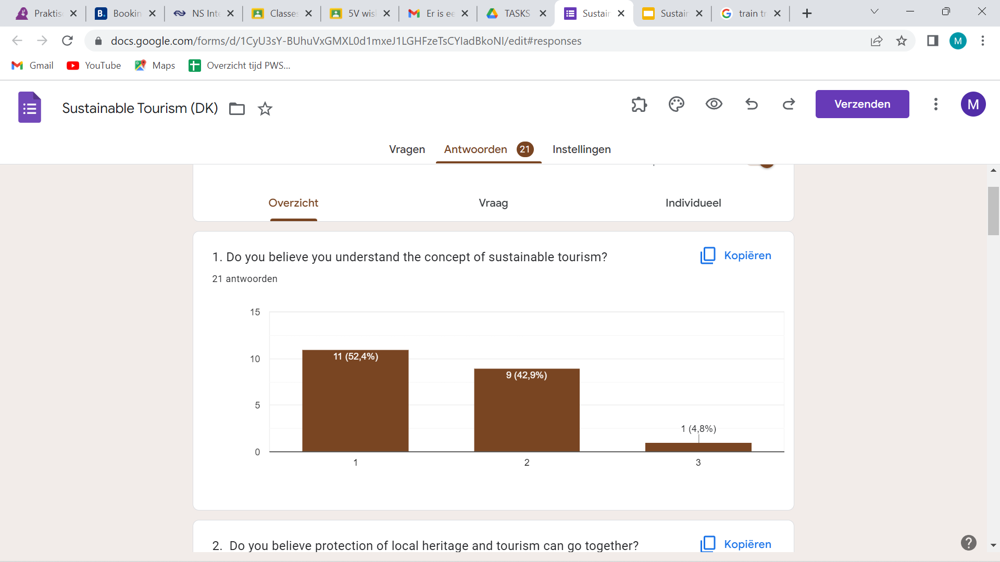 Praktis
Bookin
NS Inte
Classes
5V wis
Er is ee
TASKS
Sustair
Sustair
train tr
docs.google.com/forms/d/1CyU3sY-BUhuVxGMXL0d1mxeJ1LGHFzeTsCYIadBkoNI/edit#responses
M
Gmail
YouTube
Maps
Overzicht tijd PWS...
Sustainable Tourism (DK)
Verzenden
M
Vragen
Antwoorden 21
Instellingen
Overzicht
Vraag
Individueel
1. Do you believe you understand the concept of sustainable tourism?
Kopiëren
21 antwoorden
15
10
5
0
11 (52,4%)
9 (42,9%)
1 (4,8%)
1
2
3
2. Do you believe protection of local heritage and tourism can go together?
Kopiëren